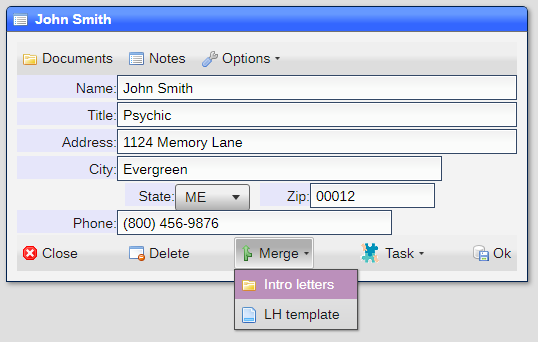 John Smith
Documents Notes Options
Name: John Smith
Title: Psychic
Address: 1124 Memory Lane
City: Evergreen
State: ME Zip: 00012
Phone: (800) 456-9876
Close Delete Merge Task Ok
Intro letters
LH template